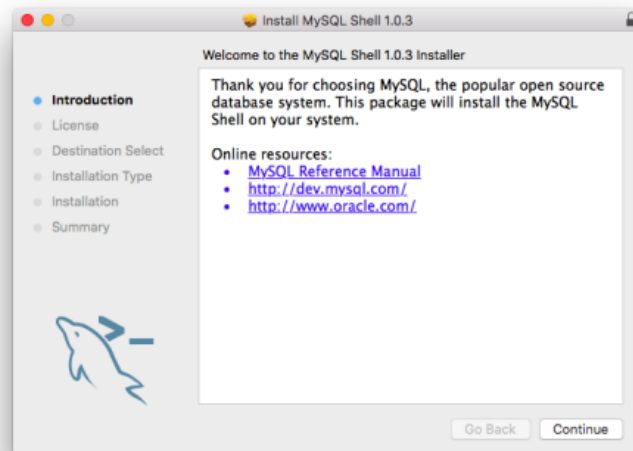 Install MySQL Shell 1.0.3
Welcome to the MySQL Shell 1.0.3 Installer
Introduction
License
Destination Select
Installation Type
Installation
Summary
Thank you for choosing MySQL, the popular open source
database system. This package will install the MySQL
Shell on your system.
Online resources:
• MySQL Reference Manual
• http://dev.mysql.com/
• http://www.oracle.com/
>_
Go Back
Continue